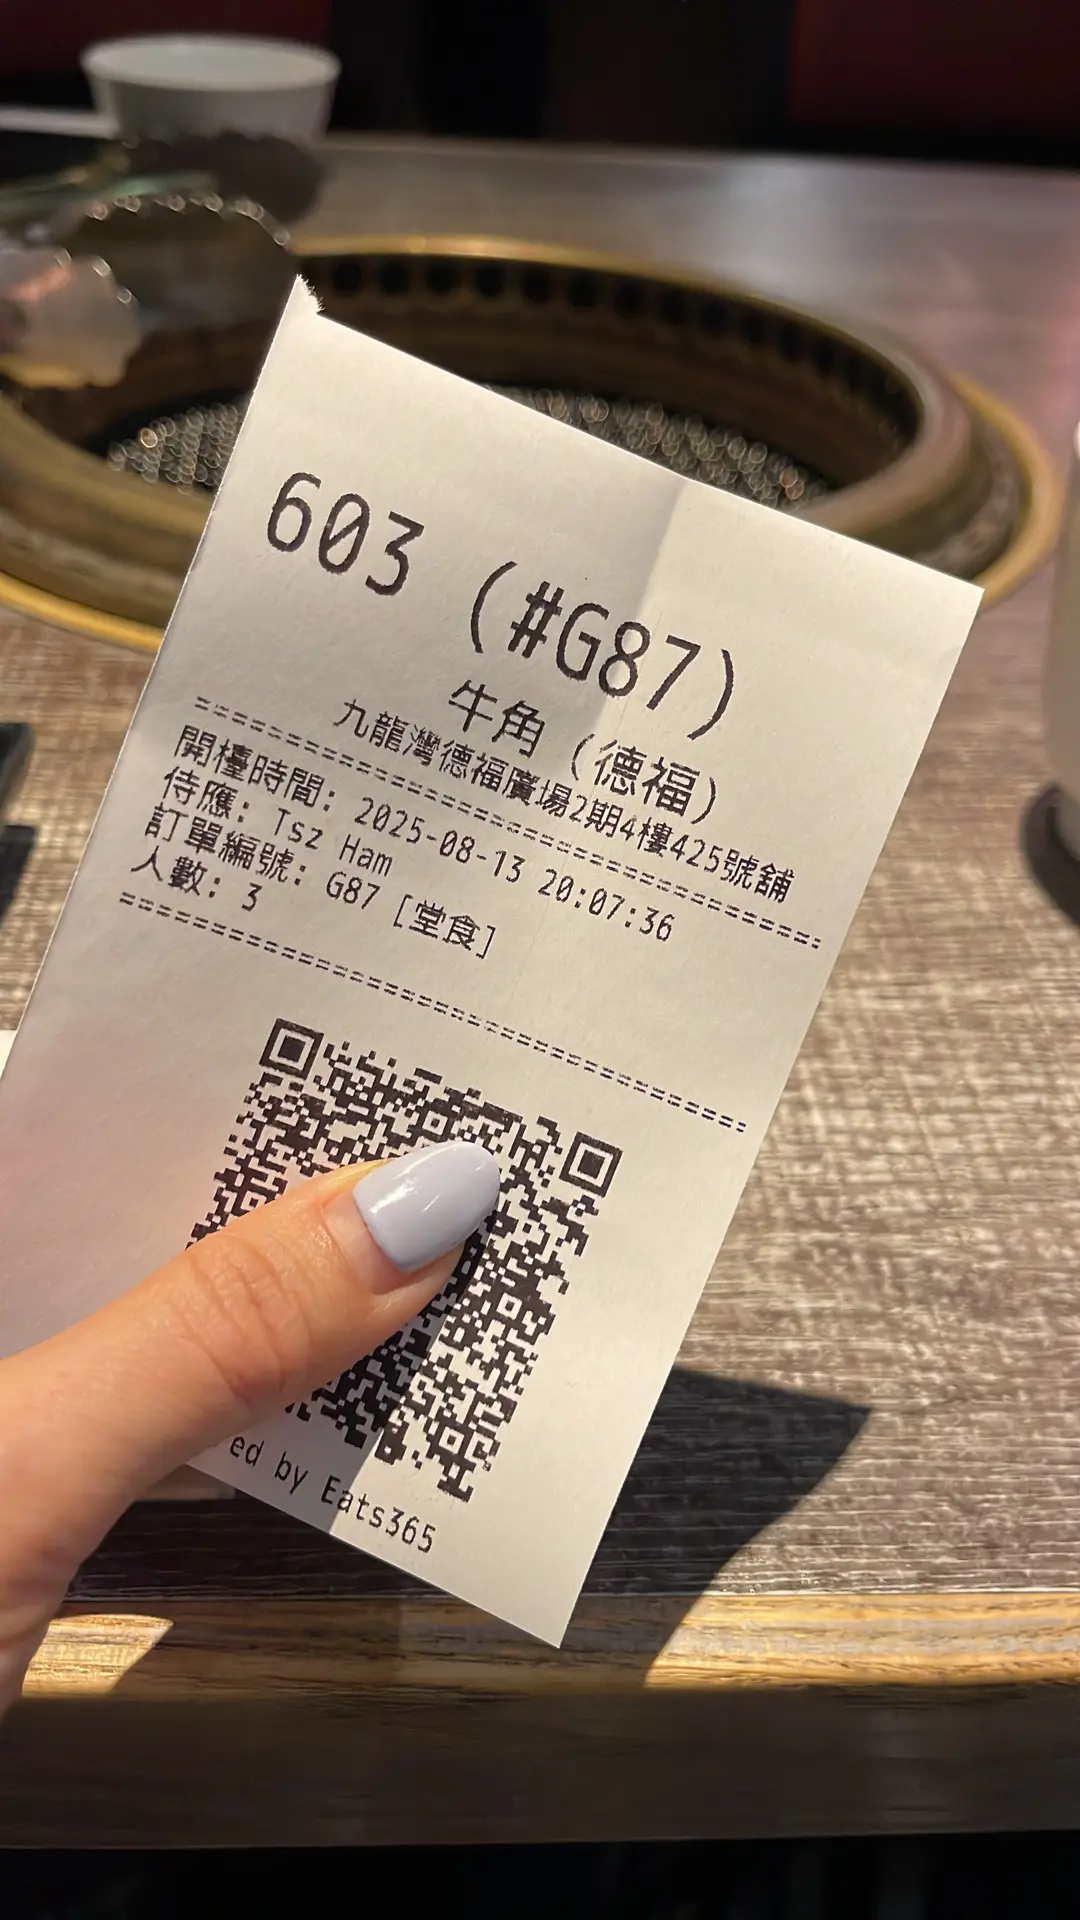 603 (#G87)
牛角 (德福)
九龍灣德福廣場2期4樓425號舖
開檯時間: 2025-08-13 20:07:36
侍應: Tsz Ham
訂單編號: G87 [堂食]
人數: 3
ed by Eats365